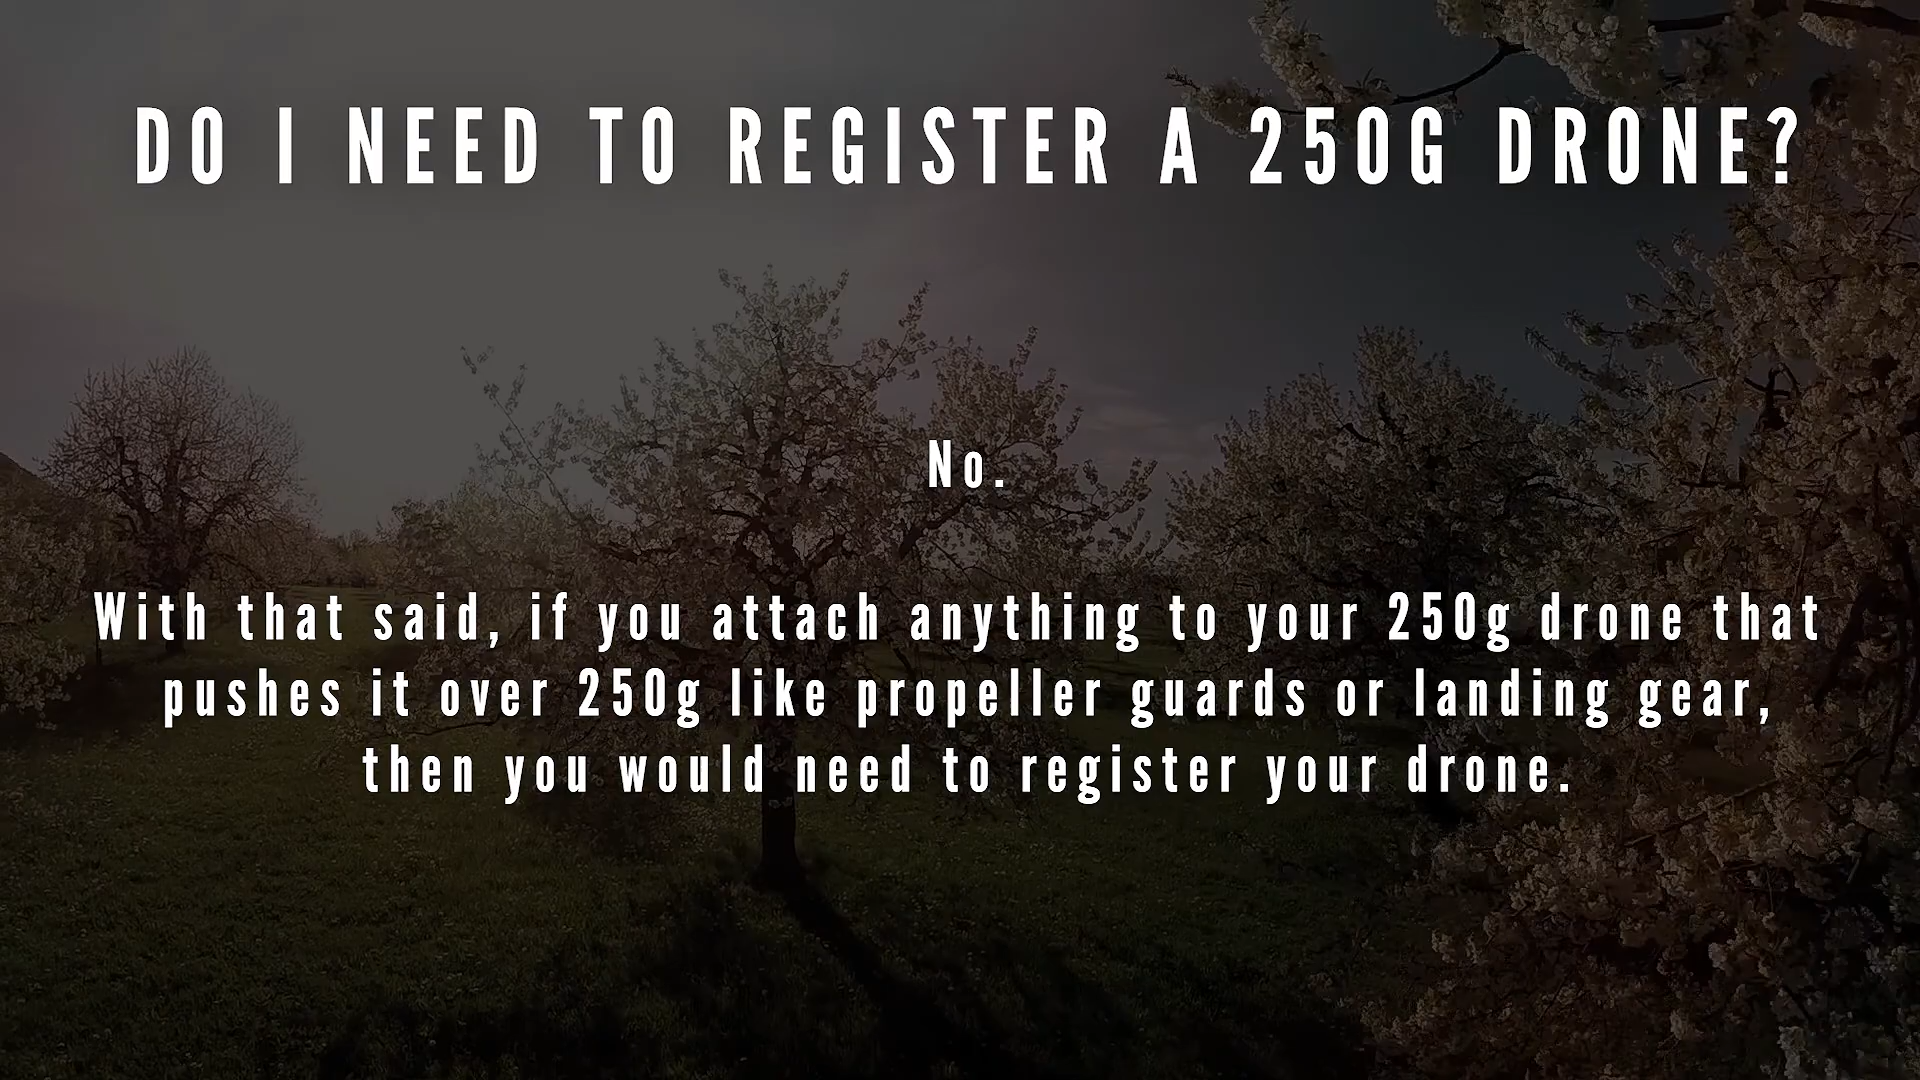 DO I NEED TO REGISTER A 250G DRONE?
No.
With that said, if you attach anything to your 250g drone that
pushes it over 250g like propeller guards or landing gear,
then you would need to register your drone.